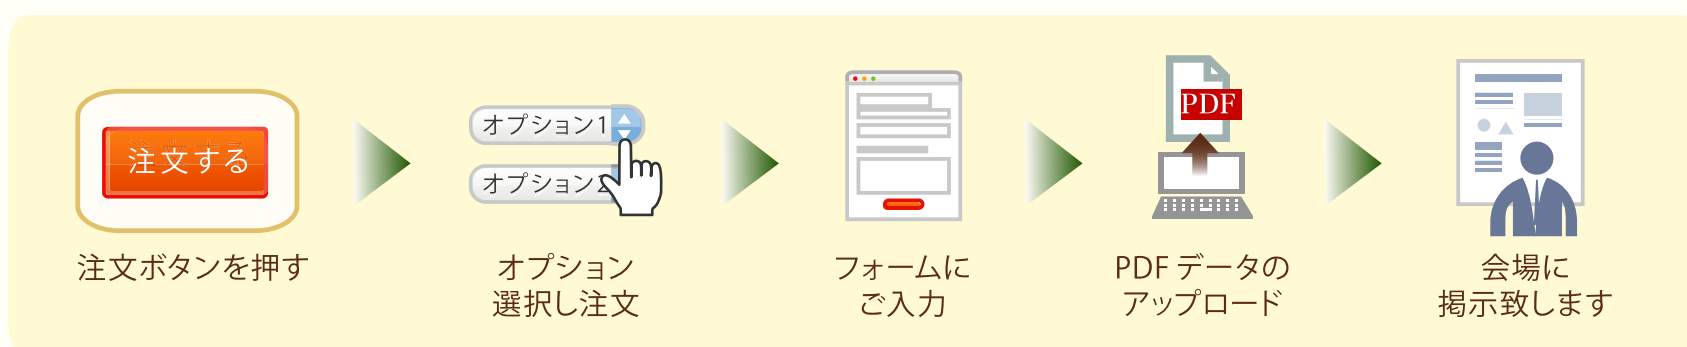 注文する
注文ボタンを押す
オプション1
オプション2
オプション
選択し注文
フォームに
ご入力
PDF
PDF データの
アップロード
会場に
掲示致します